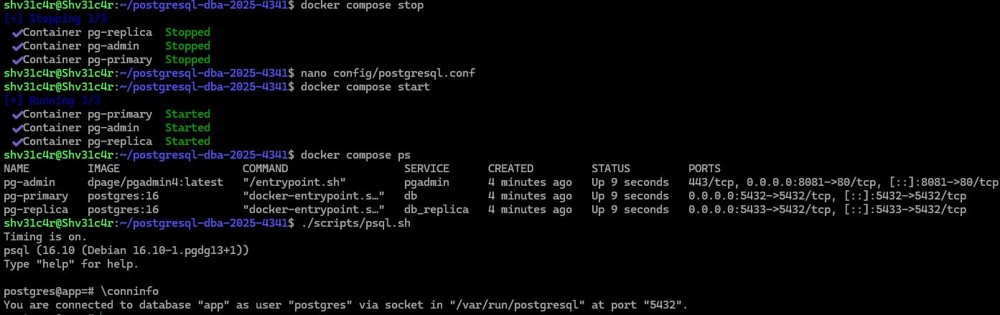 shv31c4r@Shv31c4r:~/postgresql-dba-2025-4341$ docker compose stop
[+] Stopping 3/3
✔Container pg-replica  Stopped
✔Container pg-admin    Stopped
✔Container pg-primary  Stopped
shv31c4r@Shv31c4r:~/postgresql-dba-2025-4341$ nano config/postgresql.conf
shv31c4r@Shv31c4r:~/postgresql-dba-2025-4341$ docker compose start
[+] Running 3/3
✔Container pg-primary  Started
✔Container pg-admin    Started
✔Container pg-replica  Started
shv31c4r@Shv31c4r:~/postgresql-dba-2025-4341$ docker compose ps
NAME         IMAGE                   COMMAND                  SERVICE      CREATED         STATUS         PORTS
pg-admin     dpage/pgadmin4:latest   "/entrypoint.sh"         pgadmin      4 minutes ago   Up 9 seconds   443/tcp, 0.0.0.0:8081->80/tcp, [::]:8081->80/tcp
pg-primary   postgres:16             "docker-entrypoint.s…"   db           4 minutes ago   Up 9 seconds   0.0.0.0:5432->5432/tcp, [::]:5432->5432/tcp
pg-replica   postgres:16             "docker-entrypoint.s…"   db_replica   4 minutes ago   Up 9 seconds   0.0.0.0:5433->5432/tcp, [::]:5433->5432/tcp
shv31c4r@Shv31c4r:~/postgresql-dba-2025-4341$ ./scripts/psql.sh
Timing is on.
psql (16.10 (Debian 16.10-1.pgdg13+1))
Type "help" for help.
postgres@app=# \conninfo
You are connected to database "app" as user "postgres" via socket in "/var/run/postgresql" at port "5432".